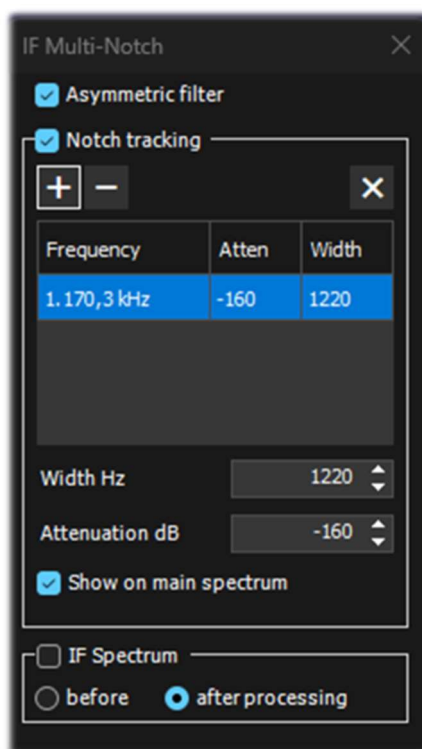 IF Multi-Notch
Asymmetric filter
Notch tracking
Frequency Atten Width
1.170,3 kHz -160 1220
Width Hz 1220
Attenuation dB -160
Show on main spectrum
IF Spectrum
before after processing